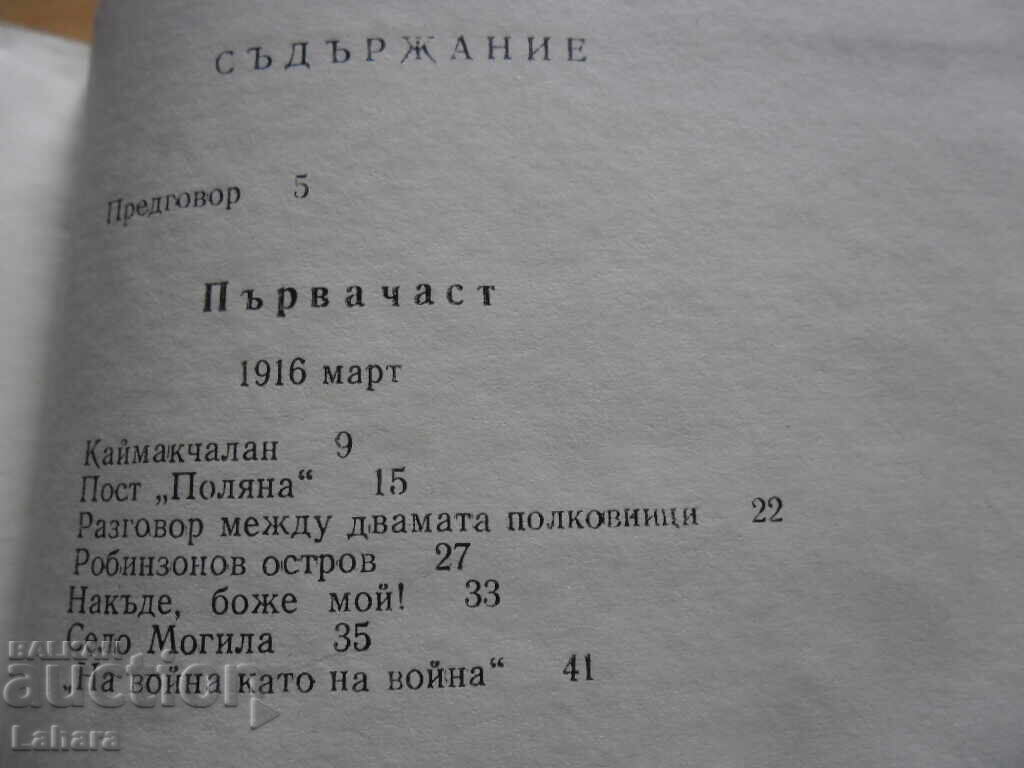 СЪДЪРЖАНИЕ
Предговор 5
Първа част
1916 март
Каймакчалан 9
Пост „Поляна“ 15
Разговор между двамата полковници 22
Робинзонов остров 27
Накъде, боже мой! 33
Село Могила 35
„На война като на война“ 41
BALKAN
auction
Lahara